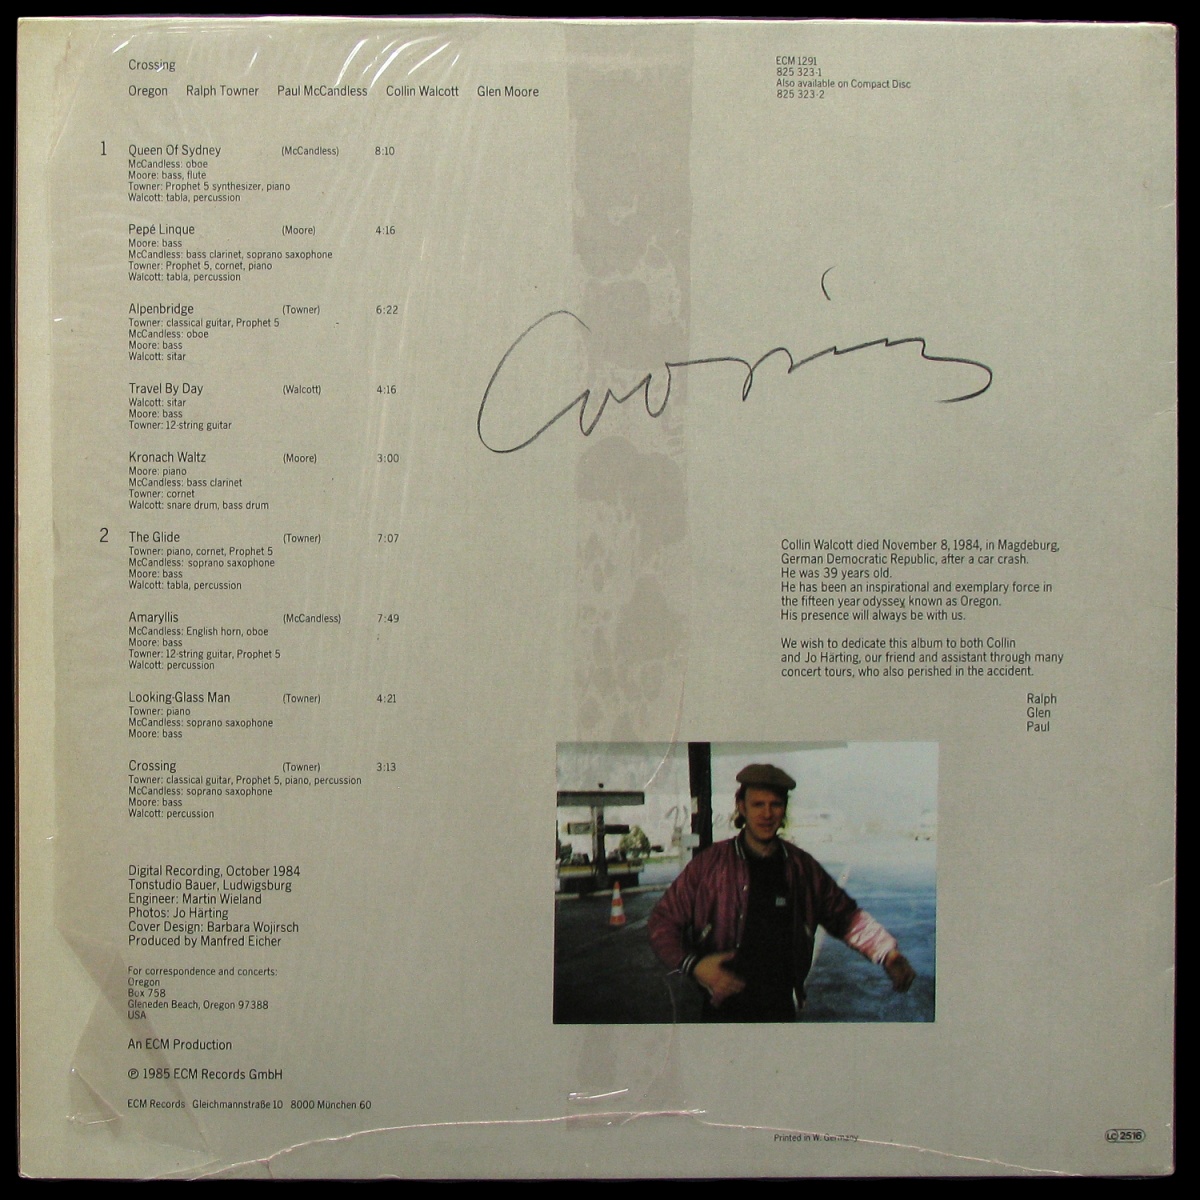 Crossing
Oregon Ralph Towner Paul McCandless Collin Walcott Glen Moore
ECM 1291
825 323-1
Also available on Compact Disc
825 323-2
1 Queen Of Sydney (McCandless) 8:10
McCandless: oboe
Moore: bass, flute
Towner: Prophet 5 synthesizer, piano
Walcott: tabla, percussion
Pepé Linque (Moore) 4:16
Moore: bass
McCandless: bass clarinet, soprano saxophone
Towner: Prophet 5, cornet, piano
Walcott: tabla, percussion
Alpenbridge (Towner) 6:22
Towner: classical guitar, Prophet 5
McCandless: oboe
Moore: bass
Walcott: sitar
Travel By Day (Walcott) 4:16
Walcott: sitar
Moore: bass
Towner: 12-string guitar
Kronach Waltz (Moore) 3:00
Moore: piano
McCandless: bass clarinet
Towner: cornet
Walcott: snare drum, bass drum
2 The Glide (Towner) 7:07
Towner: piano, cornet, Prophet 5
McCandless: soprano saxophone
Moore: bass
Walcott: tabla, percussion
Amaryllis (McCandless) 7:49
McCandless: English horn, oboe
Moore: bass
Towner: 12-string guitar, Prophet 5
Walcott: percussion
Looking-Glass Man (Towner) 4:21
Towner: piano
McCandless: soprano saxophone
Moore: bass
Crossing (Towner) 3:13
Towner: classical guitar, Prophet 5, piano, percussion
McCandless: soprano saxophone
Moore: bass
Walcott: percussion
Digital Recording, October 1984
Tonstudio Bauer, Ludwigsburg
Engineer: Martin Wieland
Photos: Jo Härting
Cover Design: Barbara Wojirsch
Produced by Manfred Eicher
For correspondence and concerts:
Oregon
Box 758
Gleneden Beach, Oregon 97388
USA
An ECM Production
℗ 1985 ECM Records GmbH
ECM Records Gleichmannstraße 10 8000 München 60
Collin Walcott died November 8, 1984, in Magdeburg,
German Democratic Republic, after a car crash.
He was 39 years old.
He has been an inspirational and exemplary force in
the fifteen year odyssey known as Oregon.
His presence will always be with us.
We wish to dedicate this album to both Collin
and Jo Härting, our friend and assistant through many
concert tours, who also perished in the accident.
Ralph
Glen
Paul
Printed in W. Germany
LC 2516